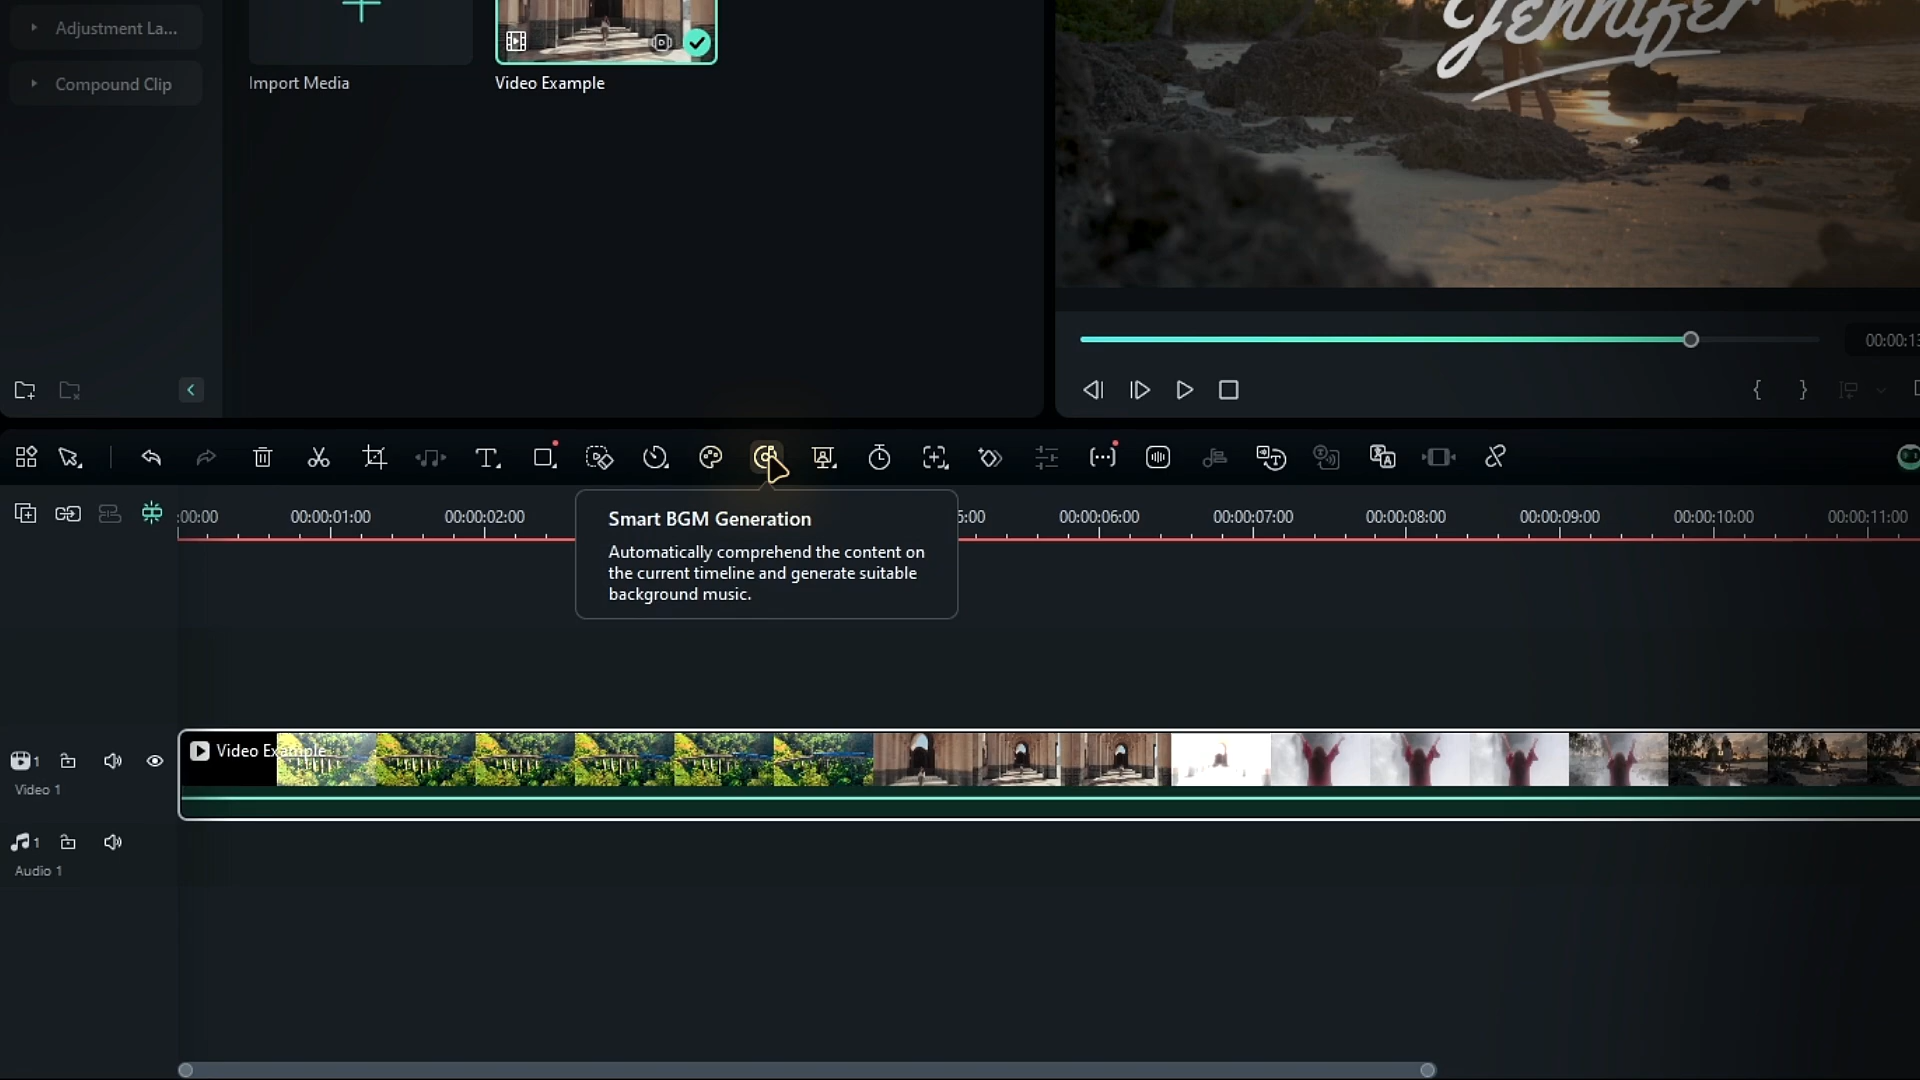 Adjustment La...
Compound Clip
Import Media
Video Example
Jennifer
00:00:13
:00:00
00:00:01:00
00:00:02:00
5:00
00:00:06:00
00:00:07:00
00:00:08:00
00:00:09:00
00:00:10:00
00:00:11:00
Smart BGM Generation
Automatically comprehend the content on
the current timeline and generate suitable
background music.
1
Video Example
Video 1
1
Audio 1